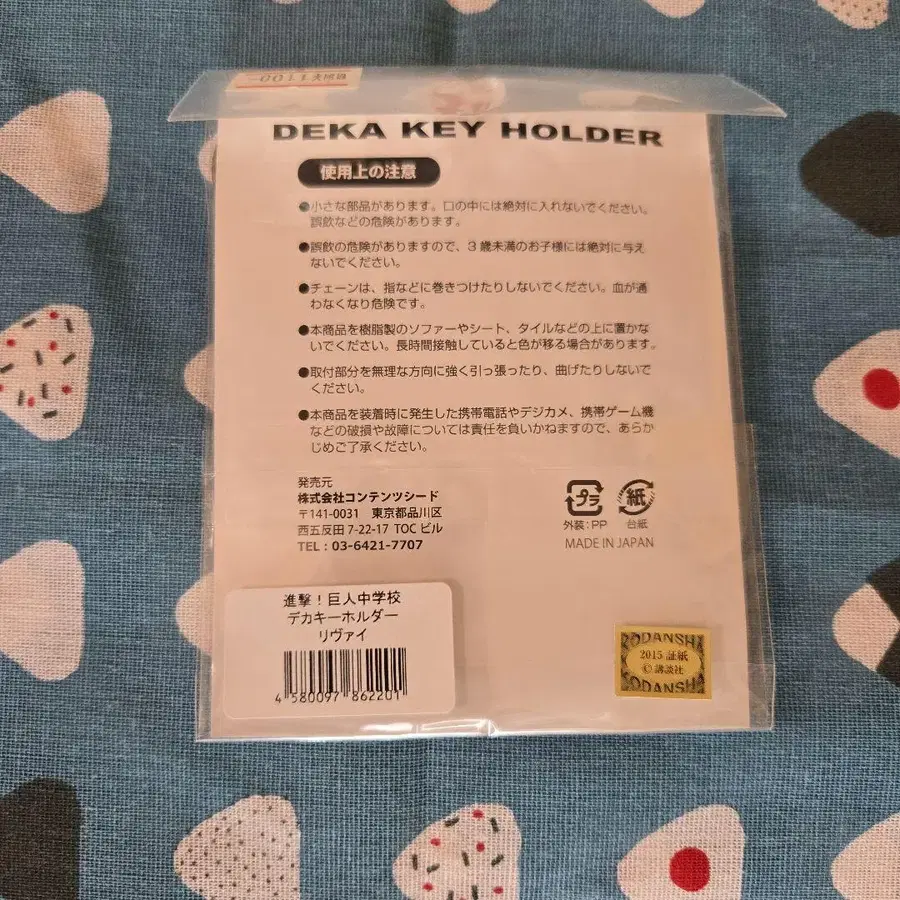 DEKA KEY HOLDER
使用上の注意
●小さな部品があります。口の中には絶対に入れないでください。
誤飲などの危険があります。
●誤飲の危険がありますので、3歳未満のお子様には絶対に与え
ないでください。
●チェーンは、指などに巻きつけたりしないでください。血が通
わなくなり危険です。
●本商品を樹脂製のソファーやシート、タイルなどの上に置かな
いでください。長時間接触していると色が移る場合があります。
●取付部分を無理な方向に強く引っ張ったり、曲げたりしないで
ください。
●本商品を装着時に発生した携帯電話やデジカメ、携帯ゲーム機
などの破損や故障については責任を負いかねますので、あらか
じめご了承ください。
発売元
株式会社コンテンツシード
〒141-0031 東京都品川区
西五反田 7-22-17 TOC ビル
TEL : 03-6421-7707
プラ
外装：PP
紙
台紙
MADE IN JAPAN
進撃！巨人中学校
デカキーホルダー
リヴァイ
4 580097 862201
KODANSHA
2015 証紙
©講談社
KODANSHA